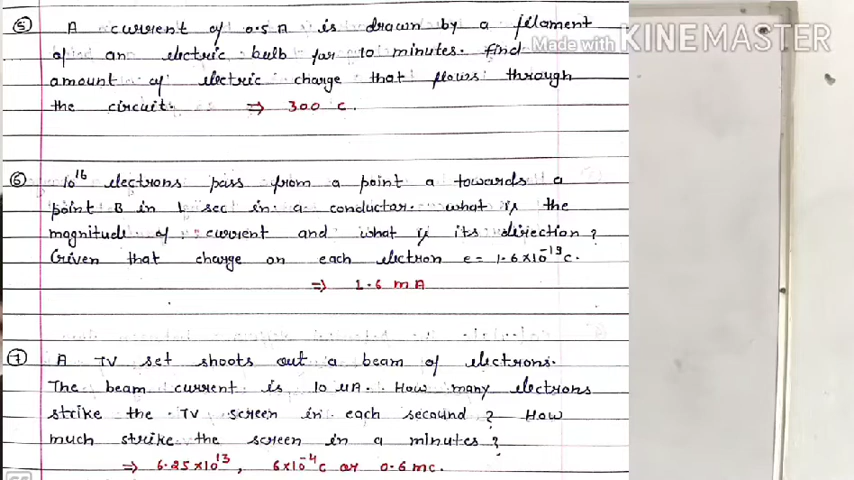 ⑤ A current of 0.5A is drawn by a filament
of an electric bulb for 10 minutes. Find
Made with KINEMASTER
amount of electric charge that flows through
the circuit. ⇒ 300 c.
⑥ 10¹⁶ electrons pass from a point a towards a
point B in 1 sec in a conductor. what is the
magnitude of current and what is its direction?
Given that charge on each electron e = 1.6×10⁻¹⁹c.
⇒ 1.6 mA
⑦ A TV set shoots out a beam of electrons.
The beam current is 10 uA. How many electrons
strike the TV screen in each secound? How
much strike the screen in a minutes?
⇒ 6.25×10¹³, 6×10⁻⁴c or 0.6 mc.